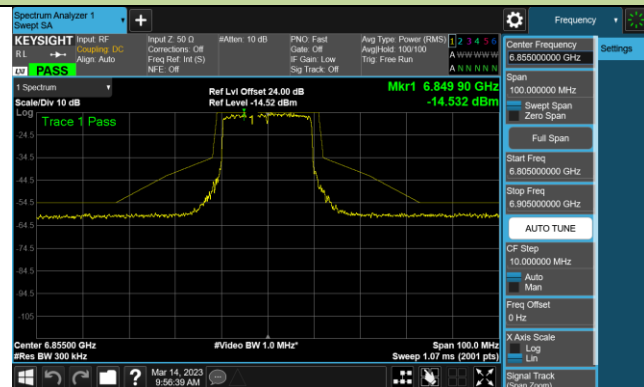 Spectrum Analyzer 1
Swept SA
Frequency
KEYSIGHT
Input: RF
Coupling: DC
Align: Auto
Input Z: 50 Ω
Corrections: Off
Freq Ref: Int (S)
NFE: Off
#Atten: 10 dB
PNO: Fast
Gate: Off
IF Gain: Low
Sig Track: Off
Avg Type: Power (RMS)
Avg|Hold: 100/100
Trig: Free Run
1 2 3 4 5 6
A W W W W W
A N N N N N
RL
LXI
PASS
1 Spectrum
Scale/Div 10 dB
Ref Lvl Offset 24.00 dB
Ref Level -14.52 dBm
Mkr1 6.849 90 GHz
-14.532 dBm
Log
Trace 1 Pass
-24.5
-34.5
-44.5
-54.5
-64.5
-74.5
-84.5
-94.5
-105
Center 6.85500 GHz
#Res BW 300 kHz
#Video BW 1.0 MHz*
Span 100.0 MHz
Sweep 1.07 ms (2001 pts)
Mar 14, 2023
9:56:39 AM
Center Frequency
6.855000000 GHz
Settings
Span
100.000000 MHz
Swept Span
Zero Span
Full Span
Start Freq
6.805000000 GHz
Stop Freq
6.905000000 GHz
AUTO TUNE
CF Step
10.000000 MHz
Auto
Man
Freq Offset
0 Hz
X Axis Scale
Log
Lin
Signal Track
(Span Zoom)